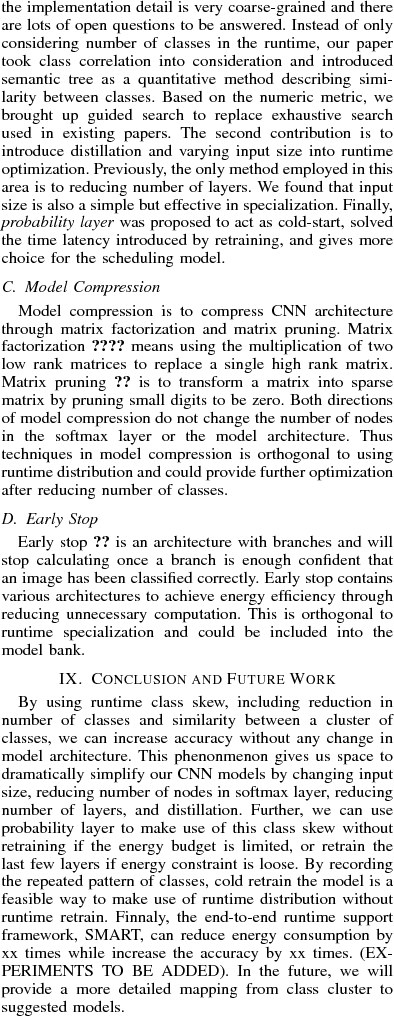 the implementation detail is very coarse-grained and there
are lots of open questions to be answered. Instead of only
considering number of classes in the runtime, our paper
took class correlation into consideration and introduced
semantic tree as a quantitative method describing simi-
larity between classes. Based on the numeric metric, we
brought up guided search to replace exhaustive search
used in existing papers. The second contribution is to
introduce distillation and varying input size into runtime
optimization. Previously, the only method employed in this
area is to reducing number of layers. We found that input
size is also a simple but effective in specialization. Finally,
probability layer was proposed to act as cold-start, solved
the time latency introduced by retraining, and gives more
choice for the scheduling model.
C. Model Compression
Model compression is to compress CNN architecture
through matrix factorization and matrix pruning. Matrix
factorization ???? means using the multiplication of two
low rank matrices to replace a single high rank matrix.
Matrix pruning ?? is to transform a matrix into sparse
matrix by pruning small digits to be zero. Both directions
of model compression do not change the number of nodes
in the softmax layer or the model architecture. Thus
techniques in model compression is orthogonal to using
runtime distribution and could provide further optimization
after reducing number of classes.
D. Early Stop
Early stop ?? is an architecture with branches and will
stop calculating once a branch is enough confident that
an image has been classified correctly. Early stop contains
various architectures to achieve energy efficiency through
reducing unnecessary computation. This is orthogonal to
runtime specialization and could be included into the
model bank.
IX. CONCLUSION AND FUTURE WORK
By using runtime class skew, including reduction in
number of classes and similarity between a cluster of
classes, we can increase accuracy without any change in
model architecture. This phenonmenon gives us space to
dramatically simplify our CNN models by changing input
size, reducing number of nodes in softmax layer, reducing
number of layers, and distillation. Further, we can use
probability layer to make use of this class skew without
retraining if the energy budget is limited, or retrain the
last few layers if energy constraint is loose. By recording
the repeated pattern of classes, cold retrain the model is a
feasible way to make use of runtime distribution without
runtime retrain. Finnaly, the end-to-end runtime support
framework, SMART, can reduce energy consumption by
xx times while increase the accuracy by xx times. (EX-
PERIMENTS TO BE ADDED). In the future, we will
provide a more detailed mapping from class cluster to
suggested models.